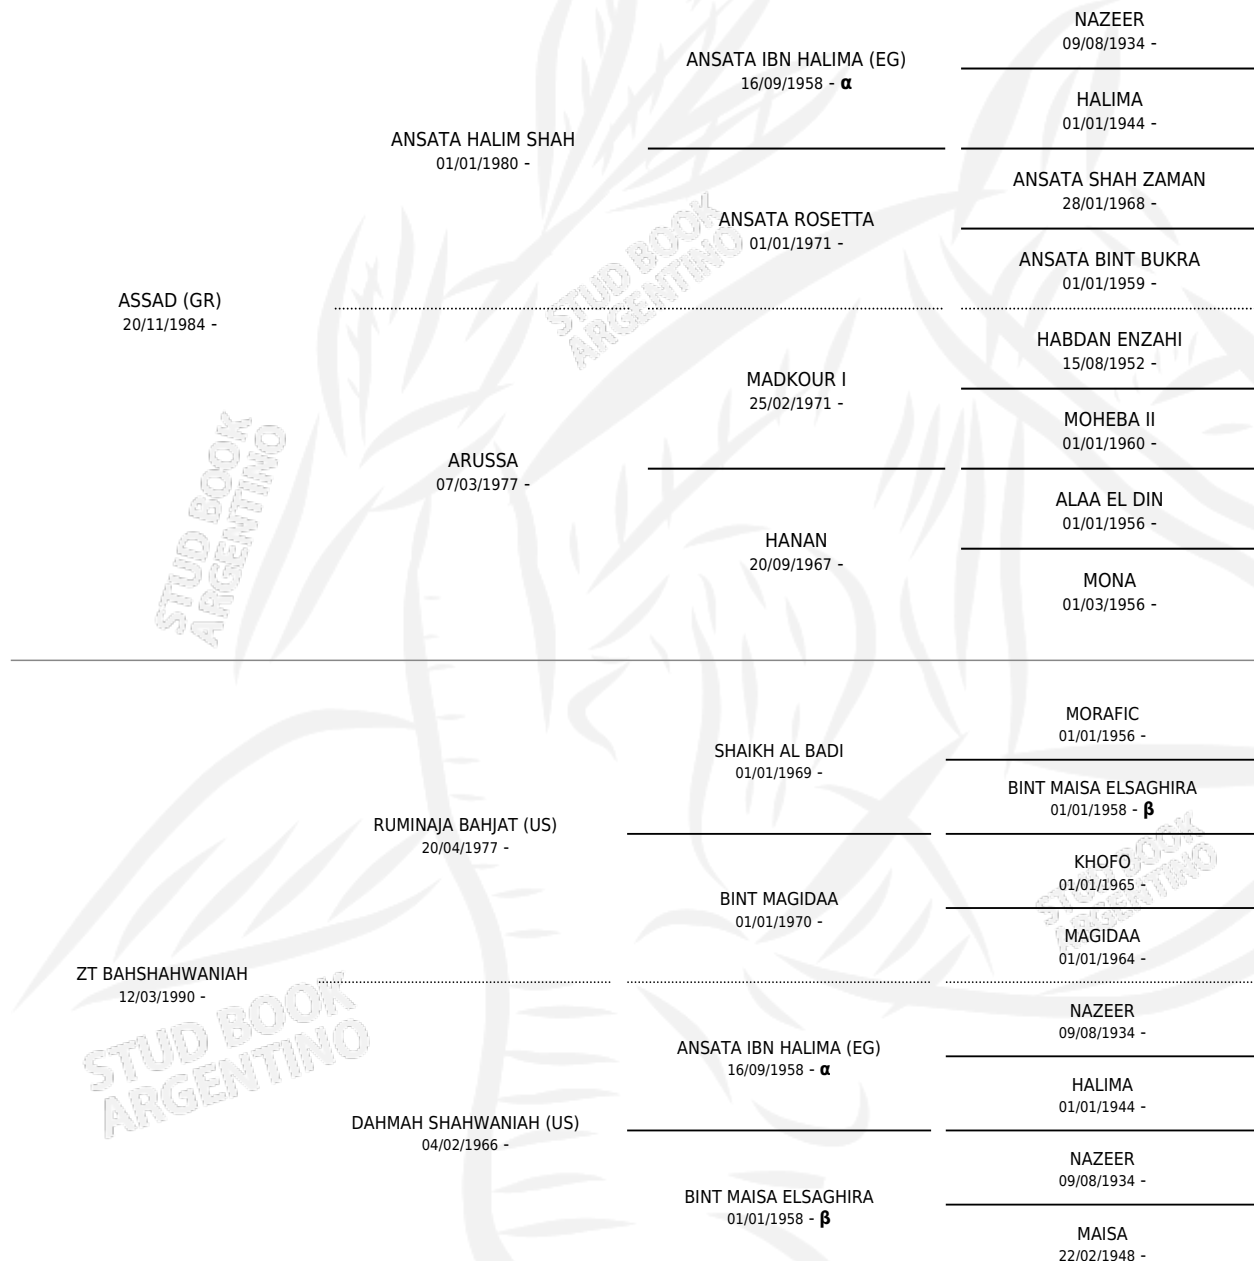 NAZEER
09/08/1934 -
ANSATA IBN HALIMA (EG)
16/09/1958 - α
HALIMA
01/01/1944 -
ANSATA HALIM SHAH
01/01/1980 -
ANSATA SHAH ZAMAN
28/01/1968 -
ANSATA ROSETTA
01/01/1971 -
ANSATA BINT BUKRA
01/01/1959 -
ASSAD (GR)
20/11/1984 -
HABDAN ENZAHI
15/08/1952 -
MADKOUR I
25/02/1971 -
MOHEBA II
01/01/1960 -
ARUSSA
07/03/1977 -
ALAA EL DIN
01/01/1956 -
HANAN
20/09/1967 -
MONA
01/03/1956 -
MORAFIC
01/01/1956 -
SHAIKH AL BADI
01/01/1969 -
BINT MAISA ELSAGHIRA
01/01/1958 - β
RUMINAJA BAHJAT (US)
20/04/1977 -
KHOFO
01/01/1965 -
BINT MAGIDAA
01/01/1970 -
MAGIDAA
01/01/1964 -
ZT BAHSHAHWANIAH
12/03/1990 -
NAZEER
09/08/1934 -
ANSATA IBN HALIMA (EG)
16/09/1958 - α
HALIMA
01/01/1944 -
DAHMAH SHAHWANIAH (US)
04/02/1966 -
NAZEER
09/08/1934 -
BINT MAISA ELSAGHIRA
01/01/1958 - β
MAISA
22/02/1948 -
STUD BOOK
ARGENTINO
STUD BOOK
ARGENTINO
STUD BOOK
ARGENTINO
STUD BOOK
ARGENTINO